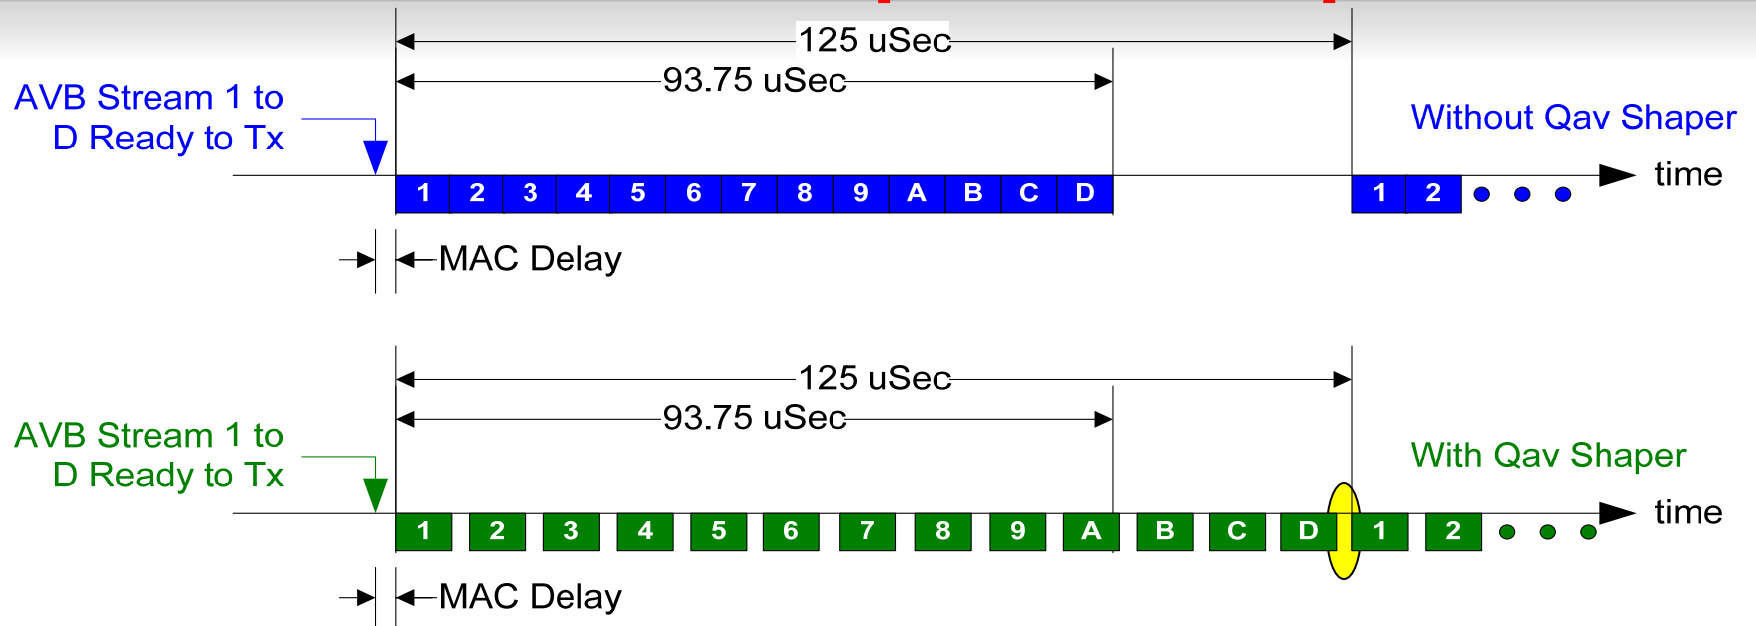 125 uSec
93.75 uSec
AVB Stream 1 to
D Ready to Tx
Without Qav Shaper
time
1 2 3 4 5 6 7 8 9 A B C D 1 2
MAC Delay
125 uSec
93.75 uSec
AVB Stream 1 to
D Ready to Tx
With Qav Shaper
time
1 2 3 4 5 6 7 8 9 A B C D 1 2
MAC Delay